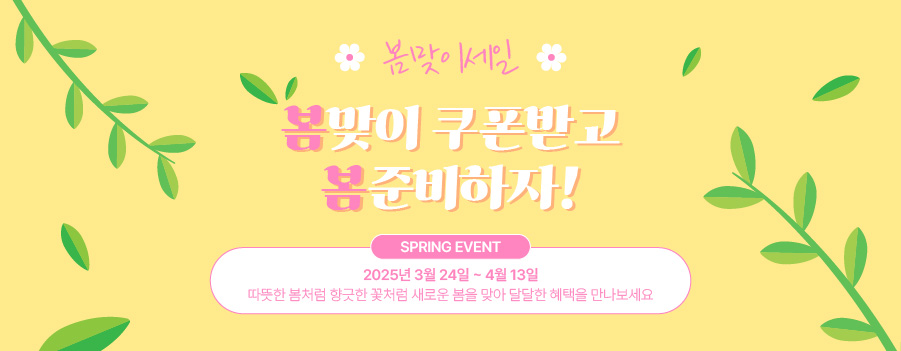 봄맞이세일
봄맞이 쿠폰받고
봄준비하자!
SPRING EVENT
2025년 3월 24일 ~ 4월 13일
따뜻한 봄처럼 향긋한 꽃처럼 새로운 봄을 맞아 달달한 혜택을 만나보세요